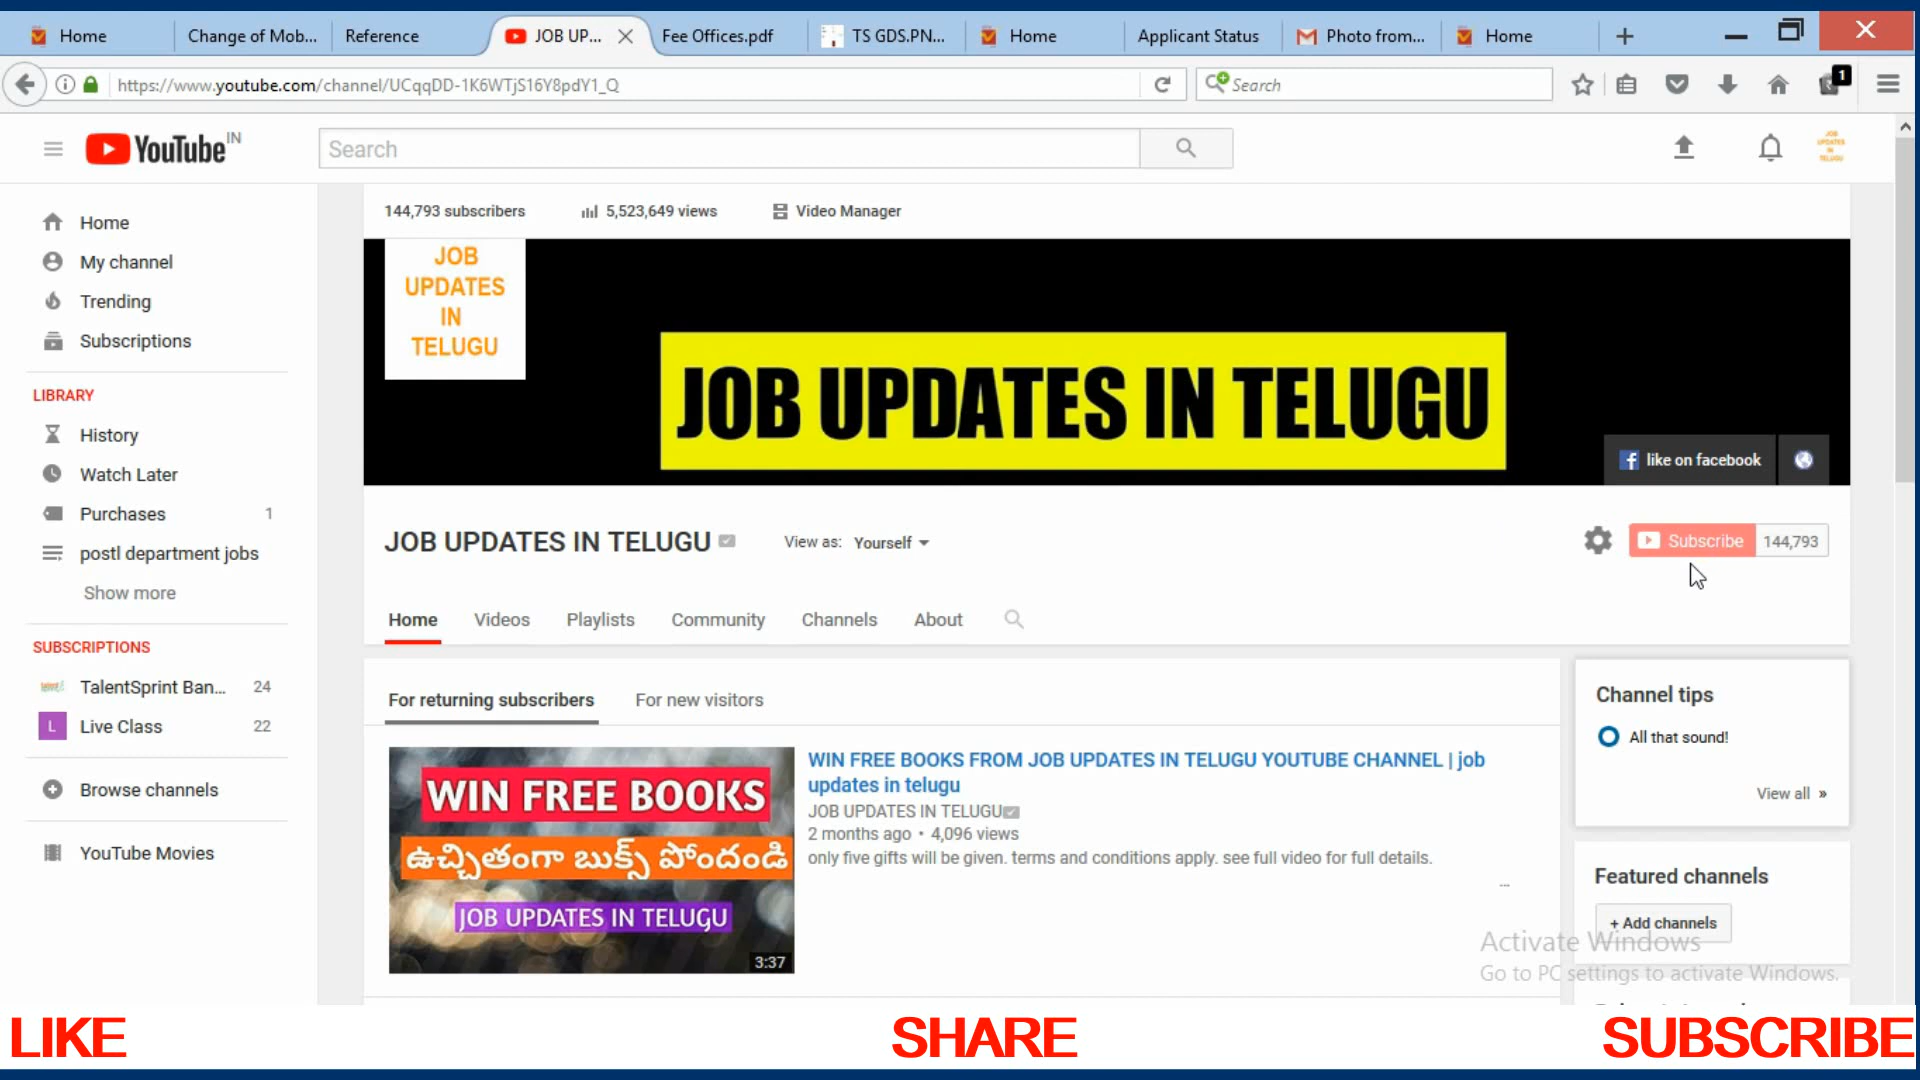 Home
Change of Mob...
Reference
JOB UP...
Fee Offices.pdf
TS GDS.PN...
Home
Applicant Status
Photo from...
Home
https://www.youtube.com/channel/UCqqDD-1K6WTjS16Y8pdY1_Q
Search
1
YouTube IN
Search
JOB UPDATES IN TELUGU
144,793 subscribers
5,523,649 views
Video Manager
Home
My channel
Trending
Subscriptions
LIBRARY
History
Watch Later
Purchases 1
postl department jobs
Show more
SUBSCRIPTIONS
TalentSprint Ban... 24
L Live Class 22
Browse channels
YouTube Movies
JOB
UPDATES
IN
TELUGU
JOB UPDATES IN TELUGU
like on facebook
JOB UPDATES IN TELUGU
View as: Yourself
Subscribe 144,793
Home Videos Playlists Community Channels About
For returning subscribers
For new visitors
WIN FREE BOOKS
ఉచ్చితంగా బుక్స్ పోందండి
JOB UPDATES IN TELUGU
3:37
WIN FREE BOOKS FROM JOB UPDATES IN TELUGU YOUTUBE CHANNEL | job
updates in telugu
JOB UPDATES IN TELUGU
2 months ago • 4,096 views
only five gifts will be given. terms and conditions apply. see full video for full details.
...
Channel tips
All that sound!
View all »
Featured channels
+ Add channels
Activate Windows
Go to PC settings to activate Windows.
LIKE
SHARE
SUBSCRIBE